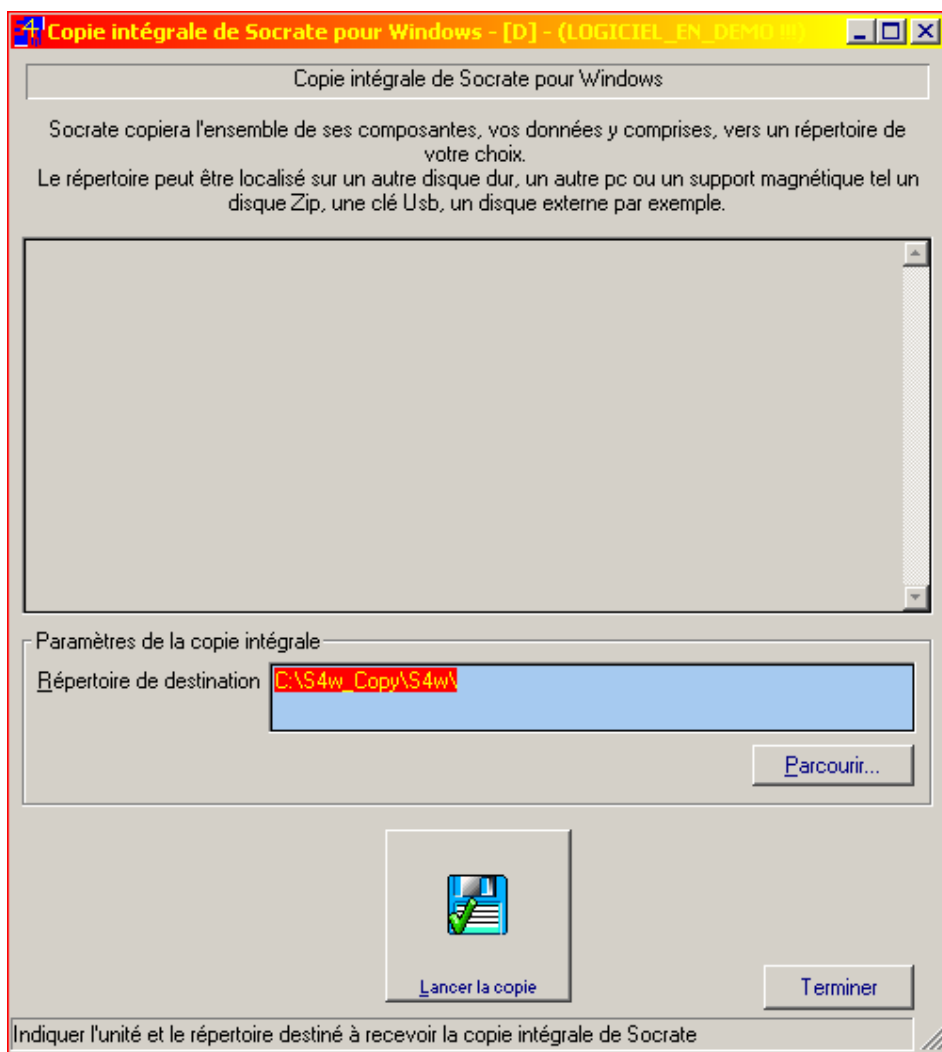 Copie intégrale de Socrate pour Windows - [D] - (LOGICIEL_EN_DEMO !!!)
Copie intégrale de Socrate pour Windows
Socrate copiera l'ensemble de ses composantes, vos données y comprises, vers un répertoire de
votre choix.
Le répertoire peut être localisé sur un autre disque dur, un autre pc ou un support magnétique tel un
disque Zip, une clé Usb, un disque externe par exemple.
Paramètres de la copie intégrale
Répertoire de destination C:\S4w_Copy\S4w\
Parcourir...
Lancer la copie
Terminer
Indiquer l'unité et le répertoire destiné à recevoir la copie intégrale de Socrate